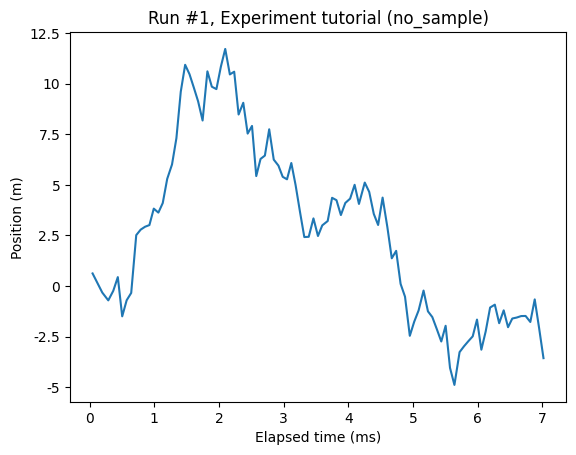 Run #1, Experiment tutorial (no_sample)
12.5
10
7.5
5
2.5
0
-2.5
-5
Position (m)
0 1 2 3 4 5 6 7
Elapsed time (ms)